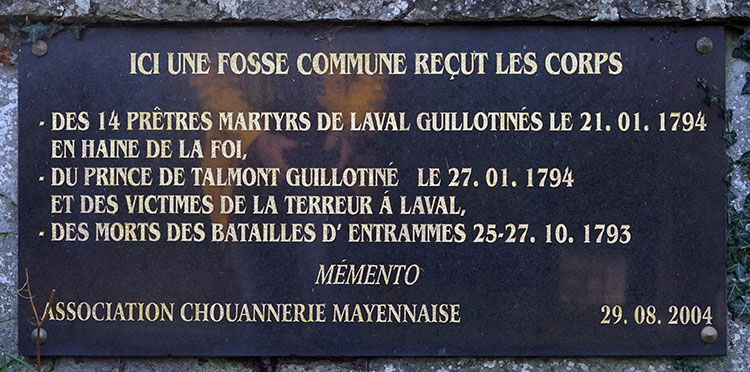 ICI UNE FOSSE COMMUNE REÇUT LES CORPS
- DES 14 PRÊTRES MARTYRS DE LAVAL GUILLOTINÉS LE 21. 01. 1794
EN HAINE DE LA FOI,
- DU PRINCE DE TALMONT GUILLOTINÉ LE 27. 01. 1794
ET DES VICTIMES DE LA TERREUR Á LAVAL,
- DES MORTS DES BATAILLES D' ENTRAMMES 25-27. 10. 1793
MÉMENTO
ASSOCIATION CHOUANNERIE MAYENNAISE 29. 08. 2004